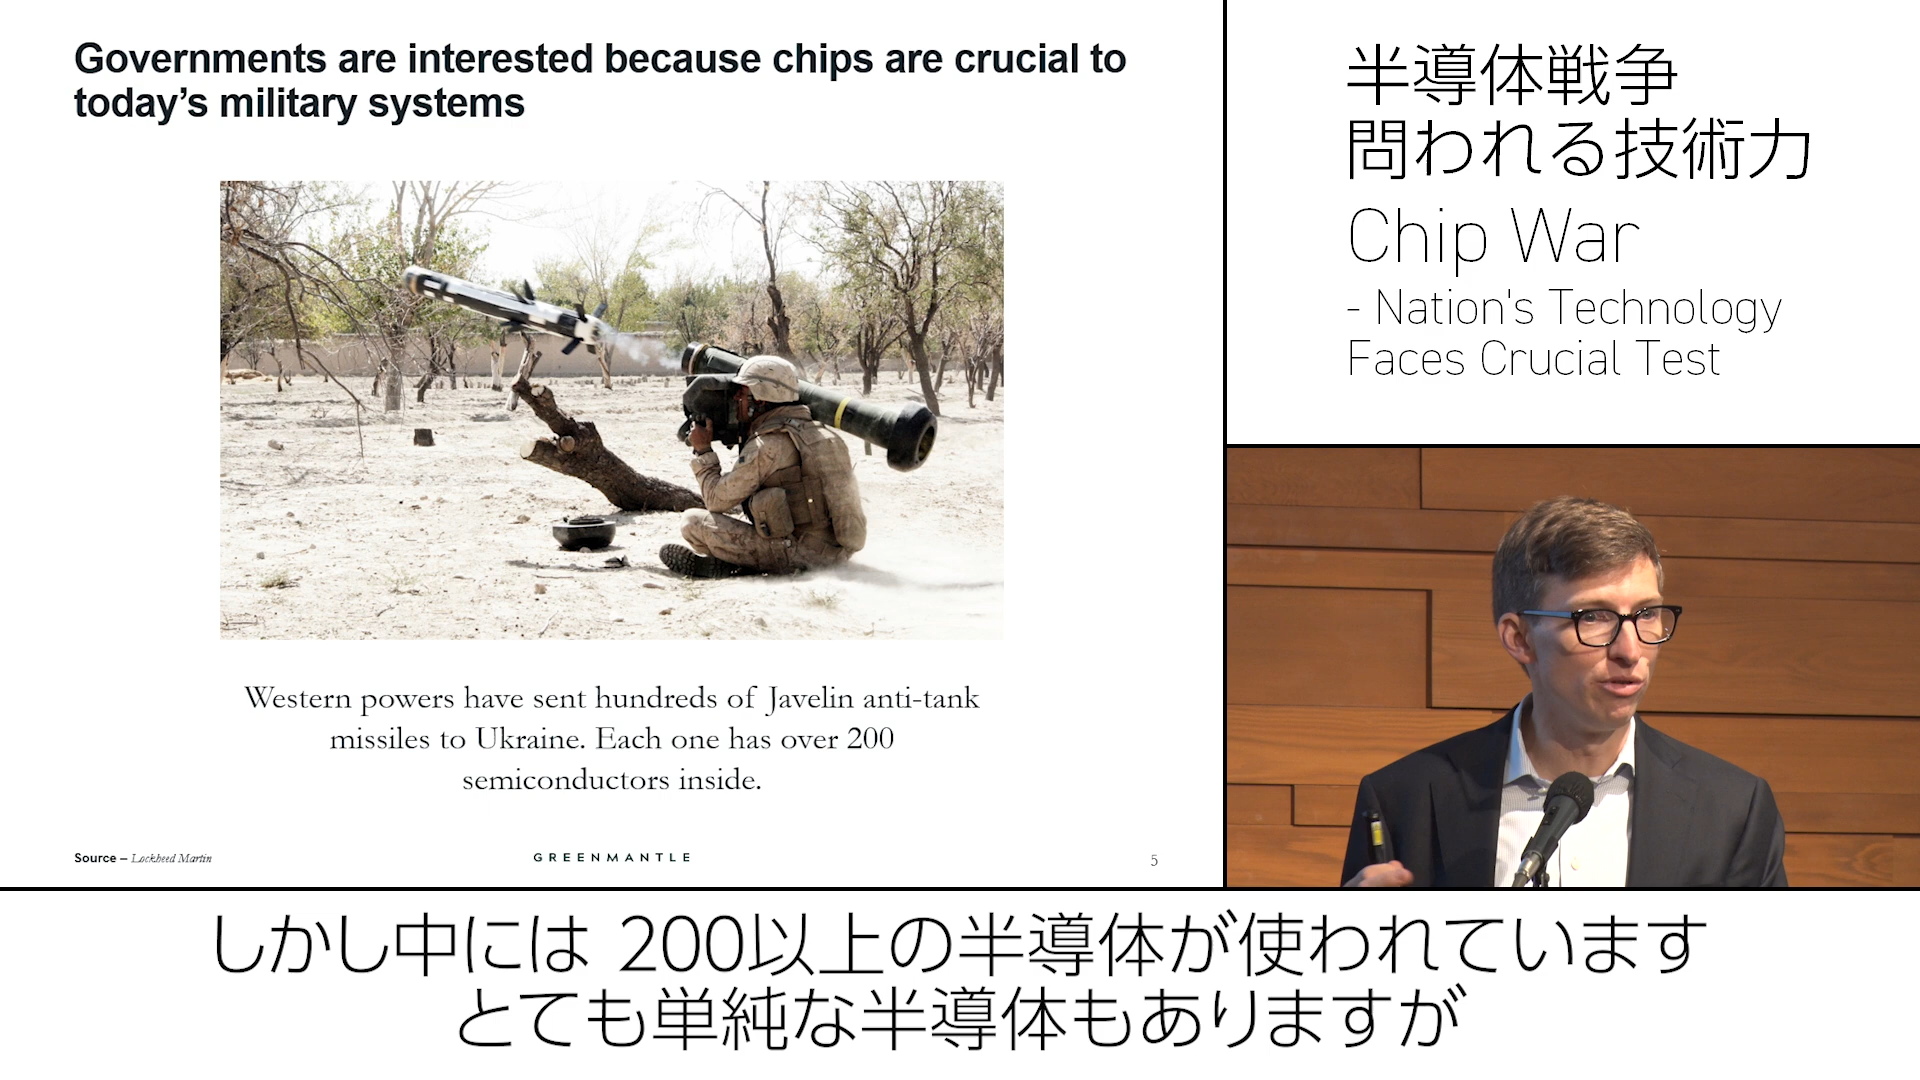 Governments are interested because chips are crucial to
today’s military systems
Western powers have sent hundreds of Javelin anti-tank
missiles to Ukraine. Each one has over 200
semiconductors inside.
Source – Lockheed Martin
GREENMANTLE
5
半導体戦争
問われる技術力
Chip War
- Nation's Technology
Faces Crucial Test
しかし中には 200以上の半導体が使われています
とても単純な半導体もありますが